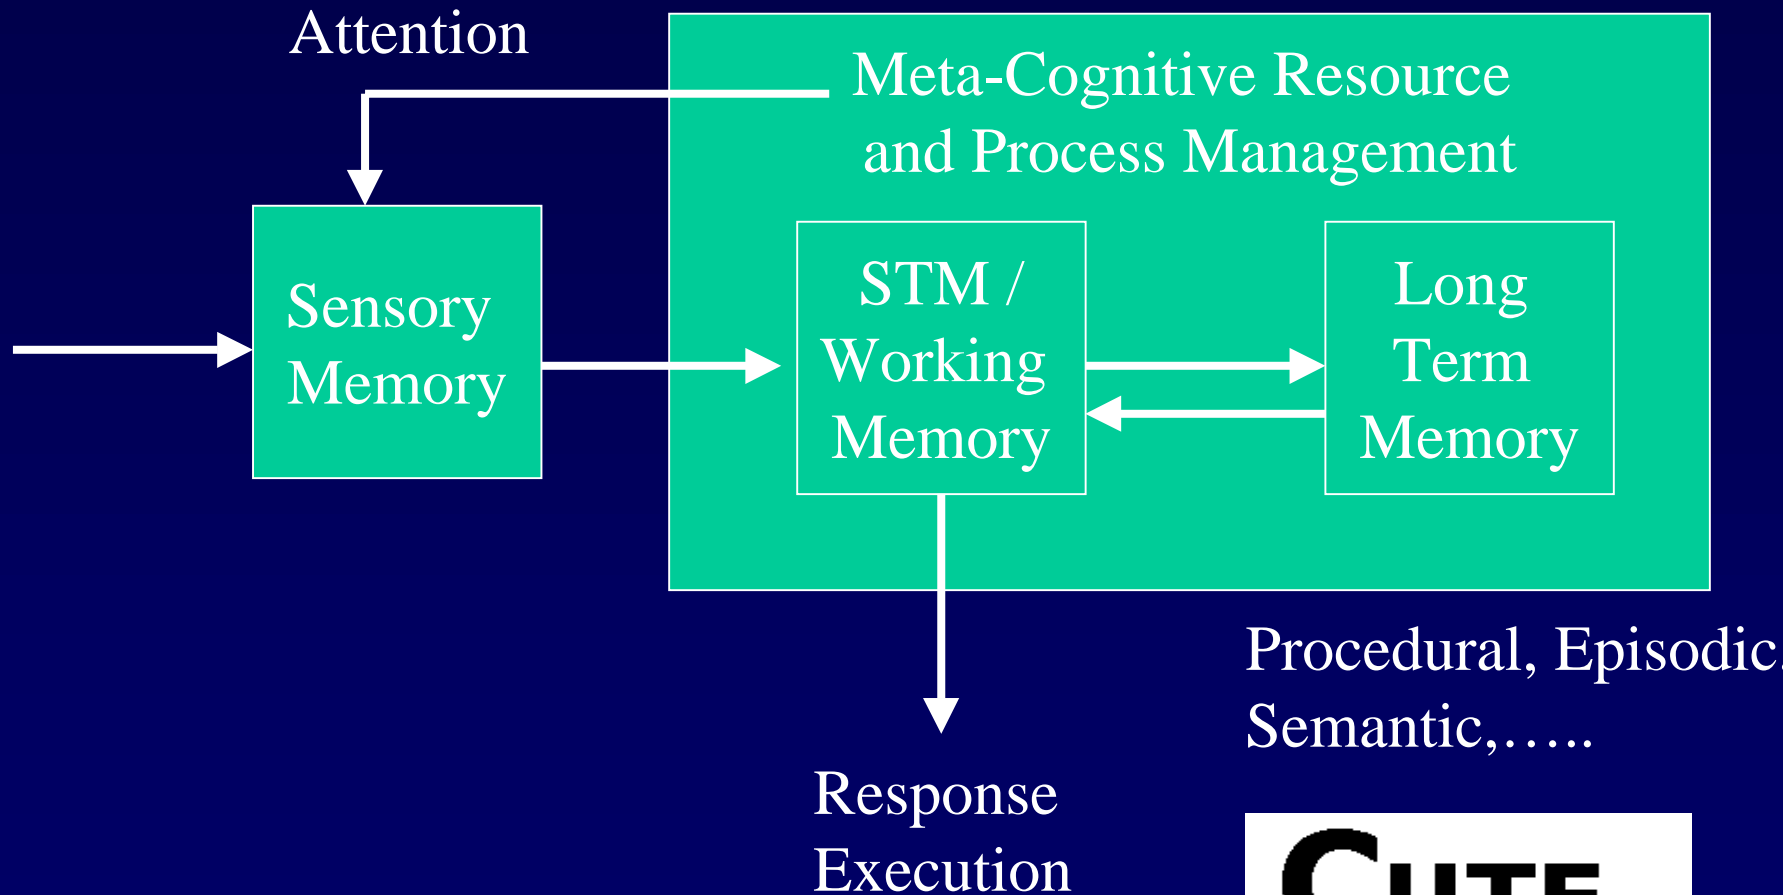 Attention
Meta-Cognitive Resource
and Process Management
Sensory
Memory
STM /
Working
Memory
Long
Term
Memory
Procedural, Episodic,
Semantic,…..
Response
Execution
CUTE